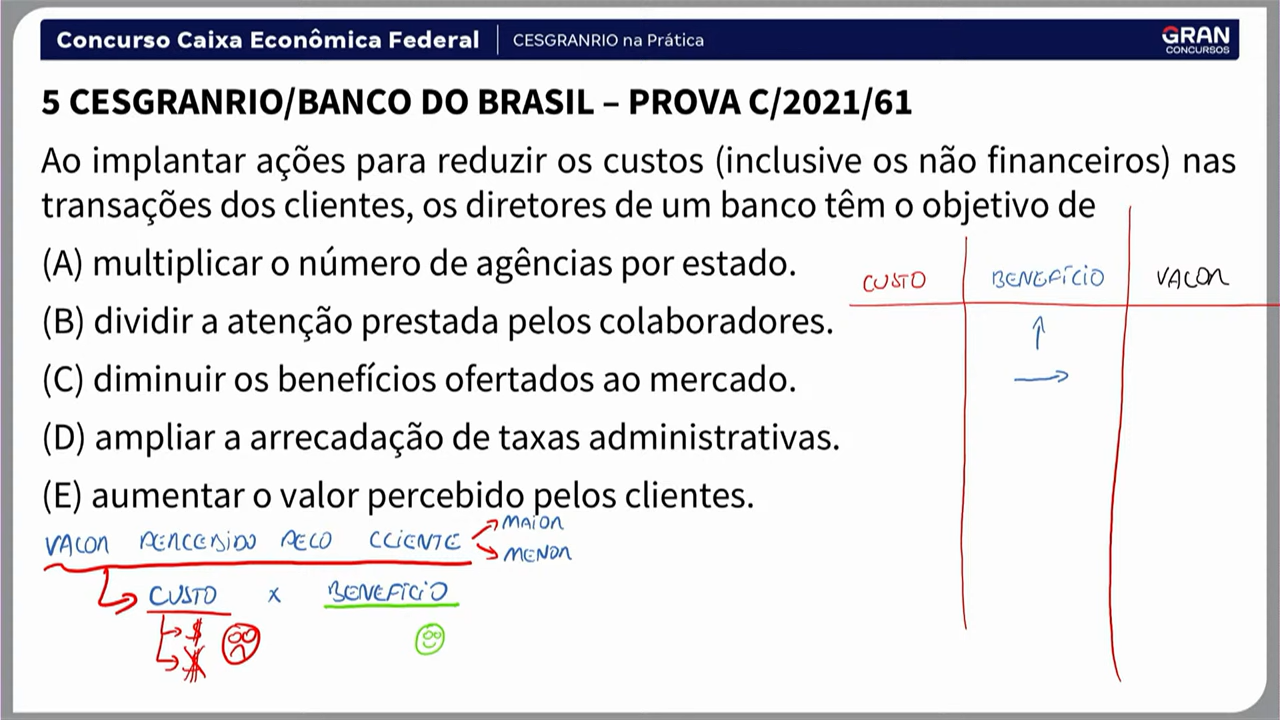 Concurso Caixa Econômica Federal | CESGRANRIO na Prática
GRAN
CONCURSOS
5 CESGRANRIO/BANCO DO BRASIL – PROVA C/2021/61
Ao implantar ações para reduzir os custos (inclusive os não financeiros) nas
transações dos clientes, os diretores de um banco têm o objetivo de
(A) multiplicar o número de agências por estado.
(B) dividir a atenção prestada pelos colaboradores.
(C) diminuir os benefícios ofertados ao mercado.
(D) ampliar a arrecadação de taxas administrativas.
(E) aumentar o valor percebido pelos clientes.
CUSTO BENEFÍCIO VALOR
VALOR PERCEBIDO PELO CLIENTE
MAIOR
MENOR
CUSTO x BENEFÍCIO
$
$